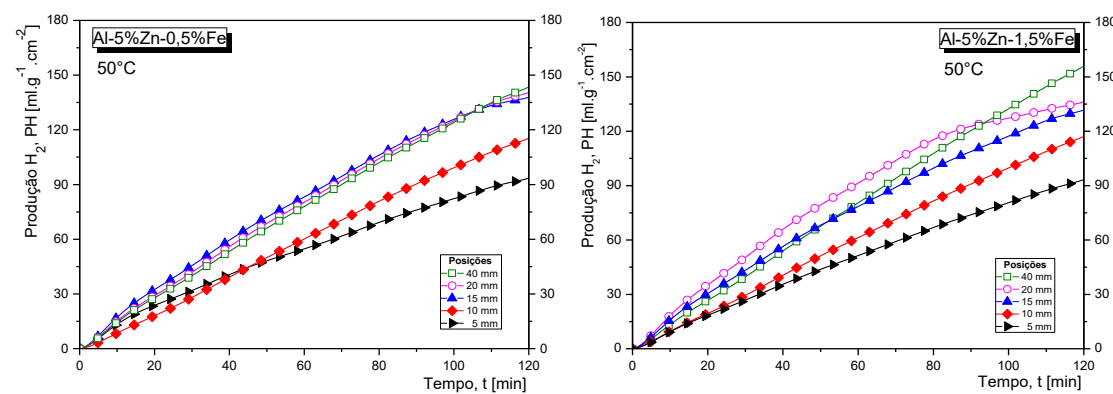 Al-5%Zn-0,5%Fe
50°C
Produção H2, PH [ml.g-1.cm-2]
180
150
120
90
60
30
0
180
150
120
90
60
30
0
Posições
40 mm
20 mm
15 mm
10 mm
5 mm
0 20 40 60 80 100 120
Tempo, t [min]
Al-5%Zn-1,5%Fe
50°C
Produção H2, PH [ml.g-1.cm-2]
180
150
120
90
60
30
0
180
150
120
90
60
30
0
Posições
40 mm
20 mm
15 mm
10 mm
5 mm
0 20 40 60 80 100 120
Tempo, t [min]